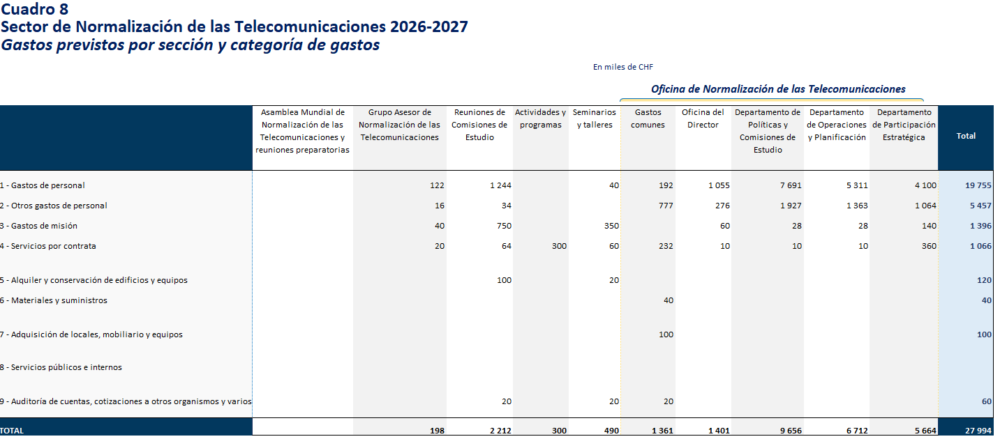 Cuadro 8
Sector de Normalización de las Telecomunicaciones 2026-2027
Gastos previstos por sección y categoría de gastos
En miles de CHF
Oficina de Normalización de las Telecomunicaciones
Asamblea Mundial de Normalización de las Telecomunicaciones y reuniones preparatorias Grupo Asesor de Normalización de las Telecomunicaciones Reuniones de Comisiones de Estudio Actividades y programas Seminarios y talleres Gastos comunes Oficina del Director Departamento de Políticas y Comisiones de Estudio Departamento de Operaciones y Planificación Departamento de Participación Estratégica Total
1 - Gastos de personal 122 1 244 40 192 1 055 7 691 5 311 4 100 19 755
2 - Otros gastos de personal 16 34 777 276 1 927 1 363 1 064 5 457
3 - Gastos de misión 40 750 350 60 28 28 140 1 396
4 - Servicios por contrata 20 64 300 60 232 10 10 10 360 1 066
5 - Alquiler y conservación de edificios y equipos 100 20 120
6 - Materiales y suministros 40 40
7 - Adquisición de locales, mobiliario y equipos 100 100
8 - Servicios públicos e internos
9 - Auditoría de cuentas, cotizaciones a otros organismos y varios 20 20 20 60
TOTAL 198 2 212 300 490 1 361 1 401 9 656 6 712 5 664 27 994